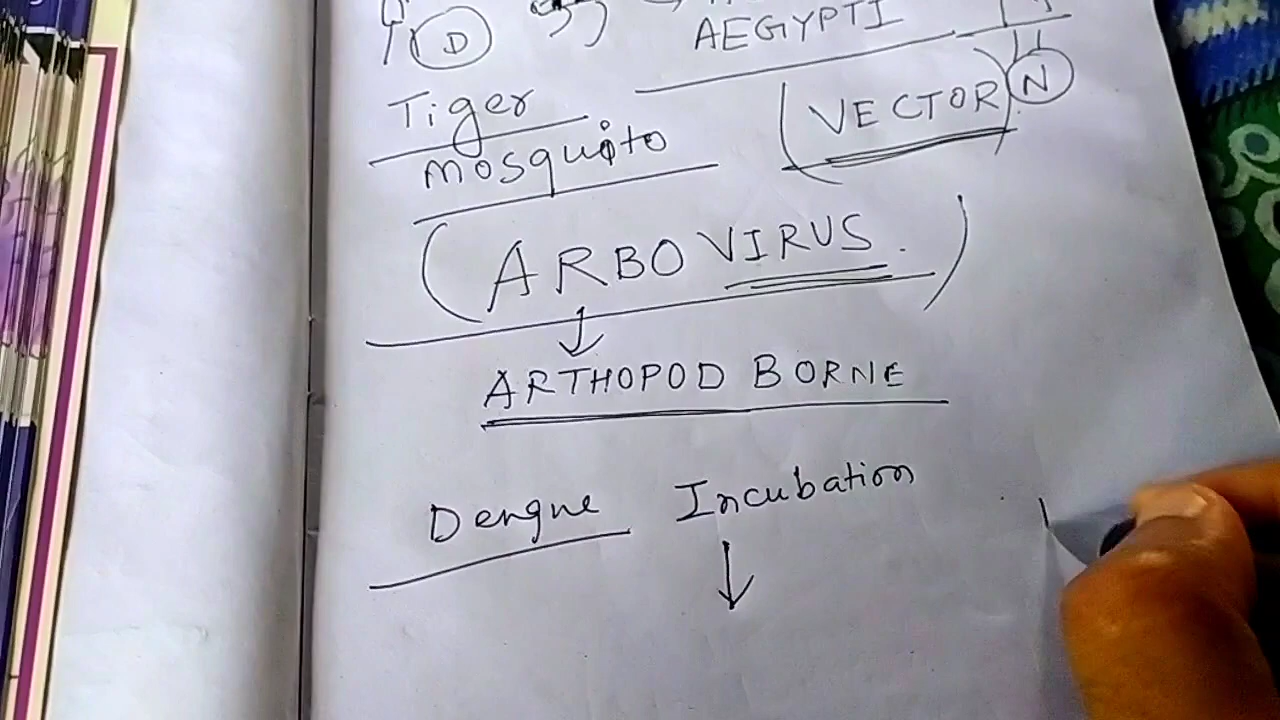 D
AEGYPTI
N
Tiger
mosquito
(VECTOR)
(ARBOVIRUS.)
ARTHOPOD BORNE
Dengue Incubation